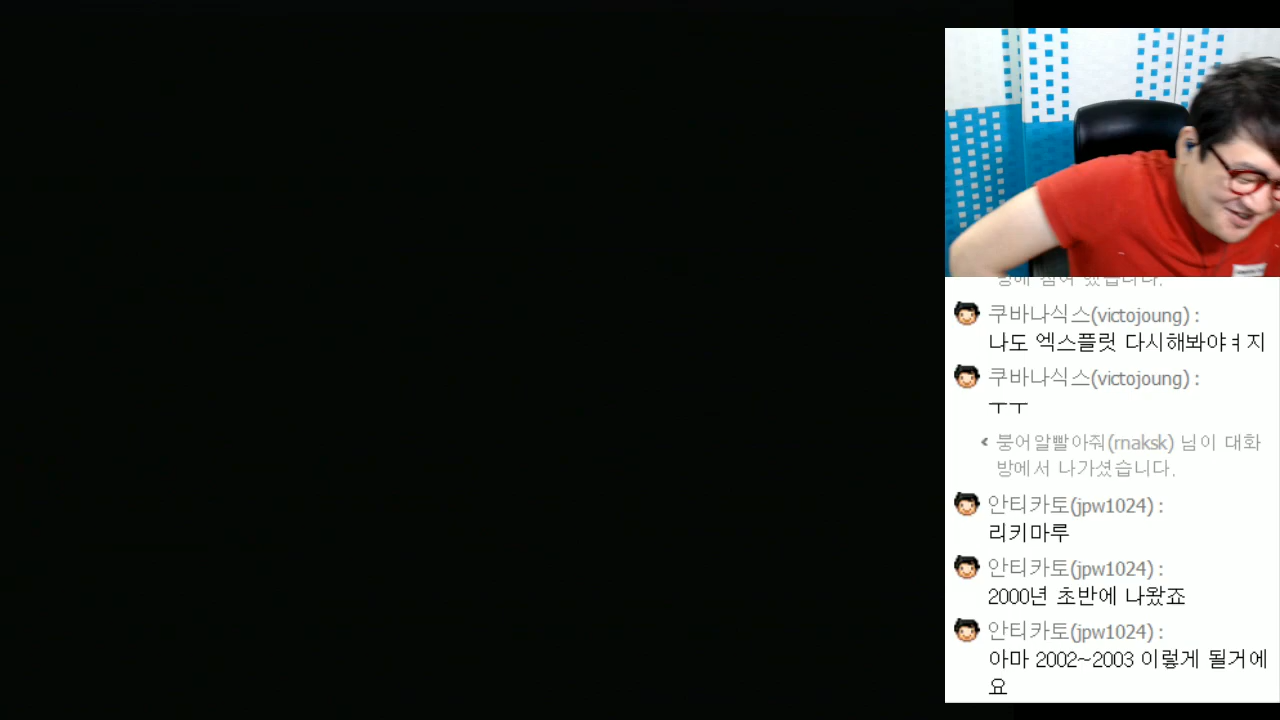 쿠바나식스(victojoung) :
나도 엑스플릿 다시해봐야ㅕ지
쿠바나식스(victojoung) :
ㅜㅜ
붕어알빨아줘(rnaksk) 님이 대화
방에서 나가셨습니다.
안티카토(jpw1024) :
리키마루
안티카토(jpw1024) :
2000년 초반에 나왔죠
안티카토(jpw1024) :
아마 2002~2003 이렇게 될거에
요